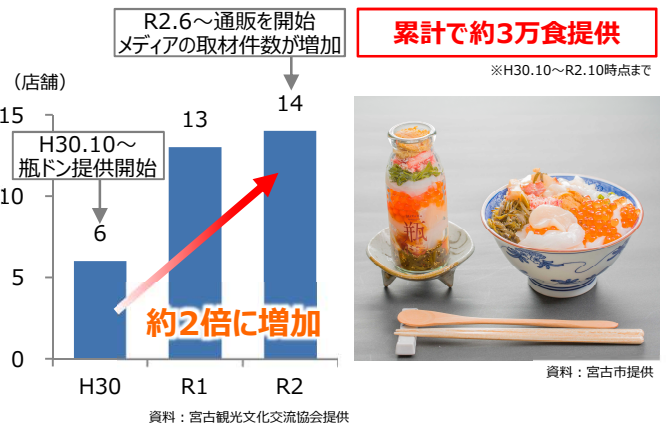 R2.6～通販を開始
メディアの取材件数が増加
累計で約3万食提供
※H30.10～R2.10時点まで
（店舗）
15
10
5
0
H30.10～
瓶ドン提供開始
6
13
14
約2倍に増加
H30
R1
R2
資料：宮古観光文化交流協会提供
瓶
資料：宮古市提供